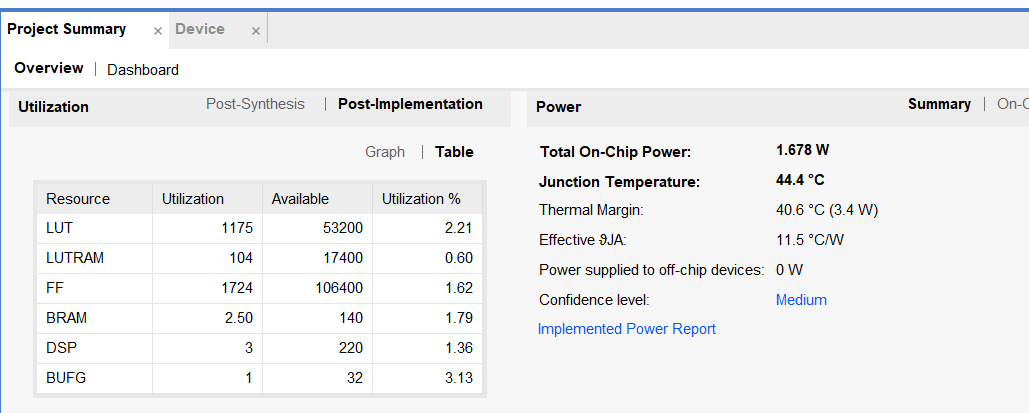 Project Summary × Device ×
Overview | Dashboard
Utilization Post-Synthesis | Post-Implementation
Graph | Table
Resource Utilization Available Utilization %
LUT 1175 53200 2.21
LUTRAM 104 17400 0.60
FF 1724 106400 1.62
BRAM 2.50 140 1.79
DSP 3 220 1.36
BUFG 1 32 3.13
Power Summary | On-C
Total On-Chip Power: 1.678 W
Junction Temperature: 44.4 °C
Thermal Margin: 40.6 °C (3.4 W)
Effective ϑJA: 11.5 °C/W
Power supplied to off-chip devices: 0 W
Confidence level: Medium
Implemented Power Report